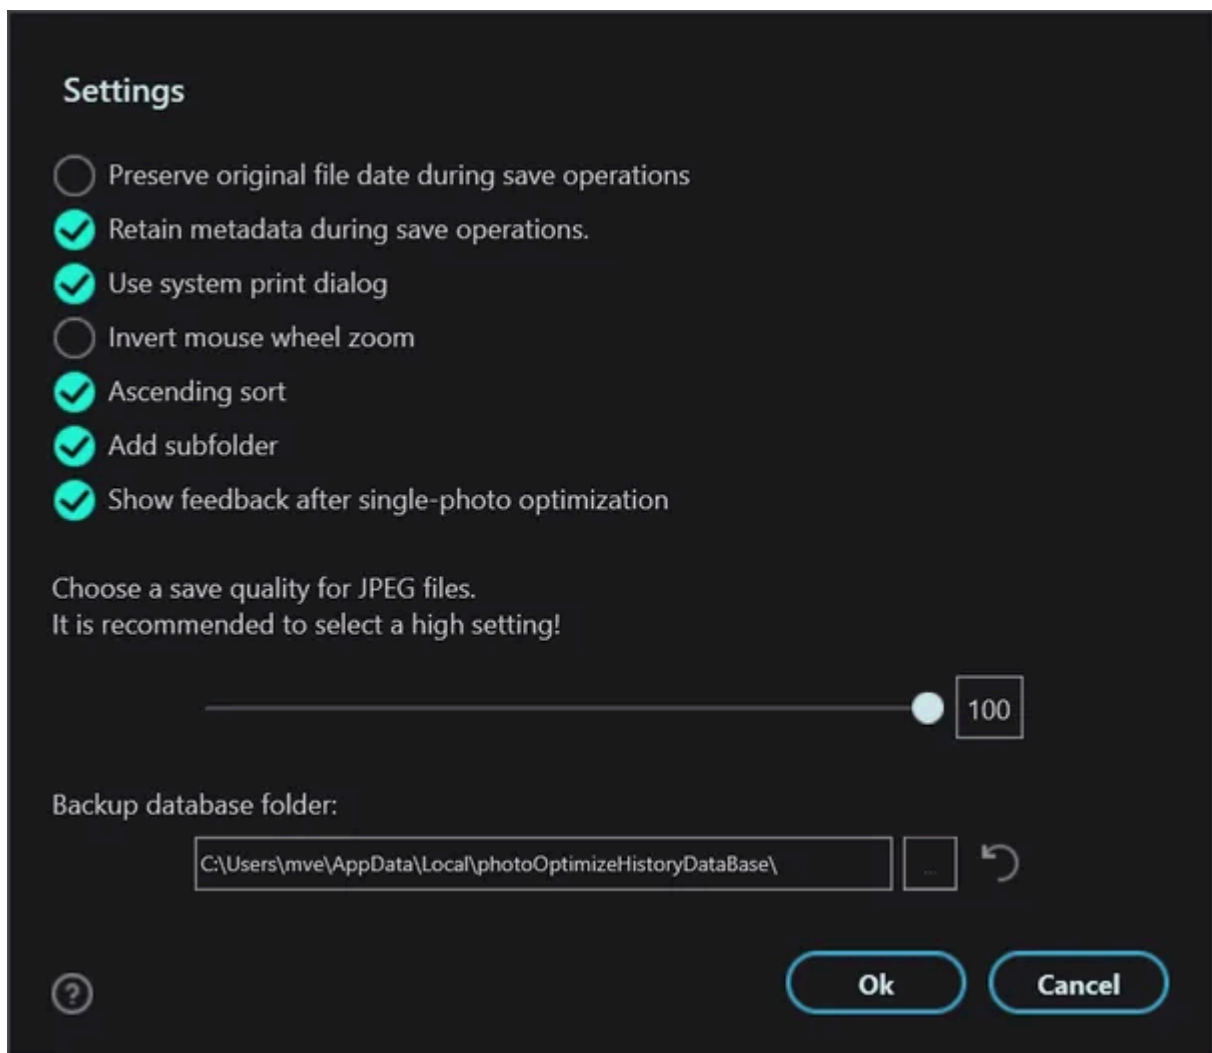 Settings
Preserve original file date during save operations
Retain metadata during save operations.
Use system print dialog
Invert mouse wheel zoom
Ascending sort
Add subfolder
Show feedback after single-photo optimization
Choose a save quality for JPEG files.
It is recommended to select a high setting!
100
Backup database folder:
C:\Users\mve\AppData\Local\photoOptimizeHistoryDataBase\
...
?
Ok
Cancel